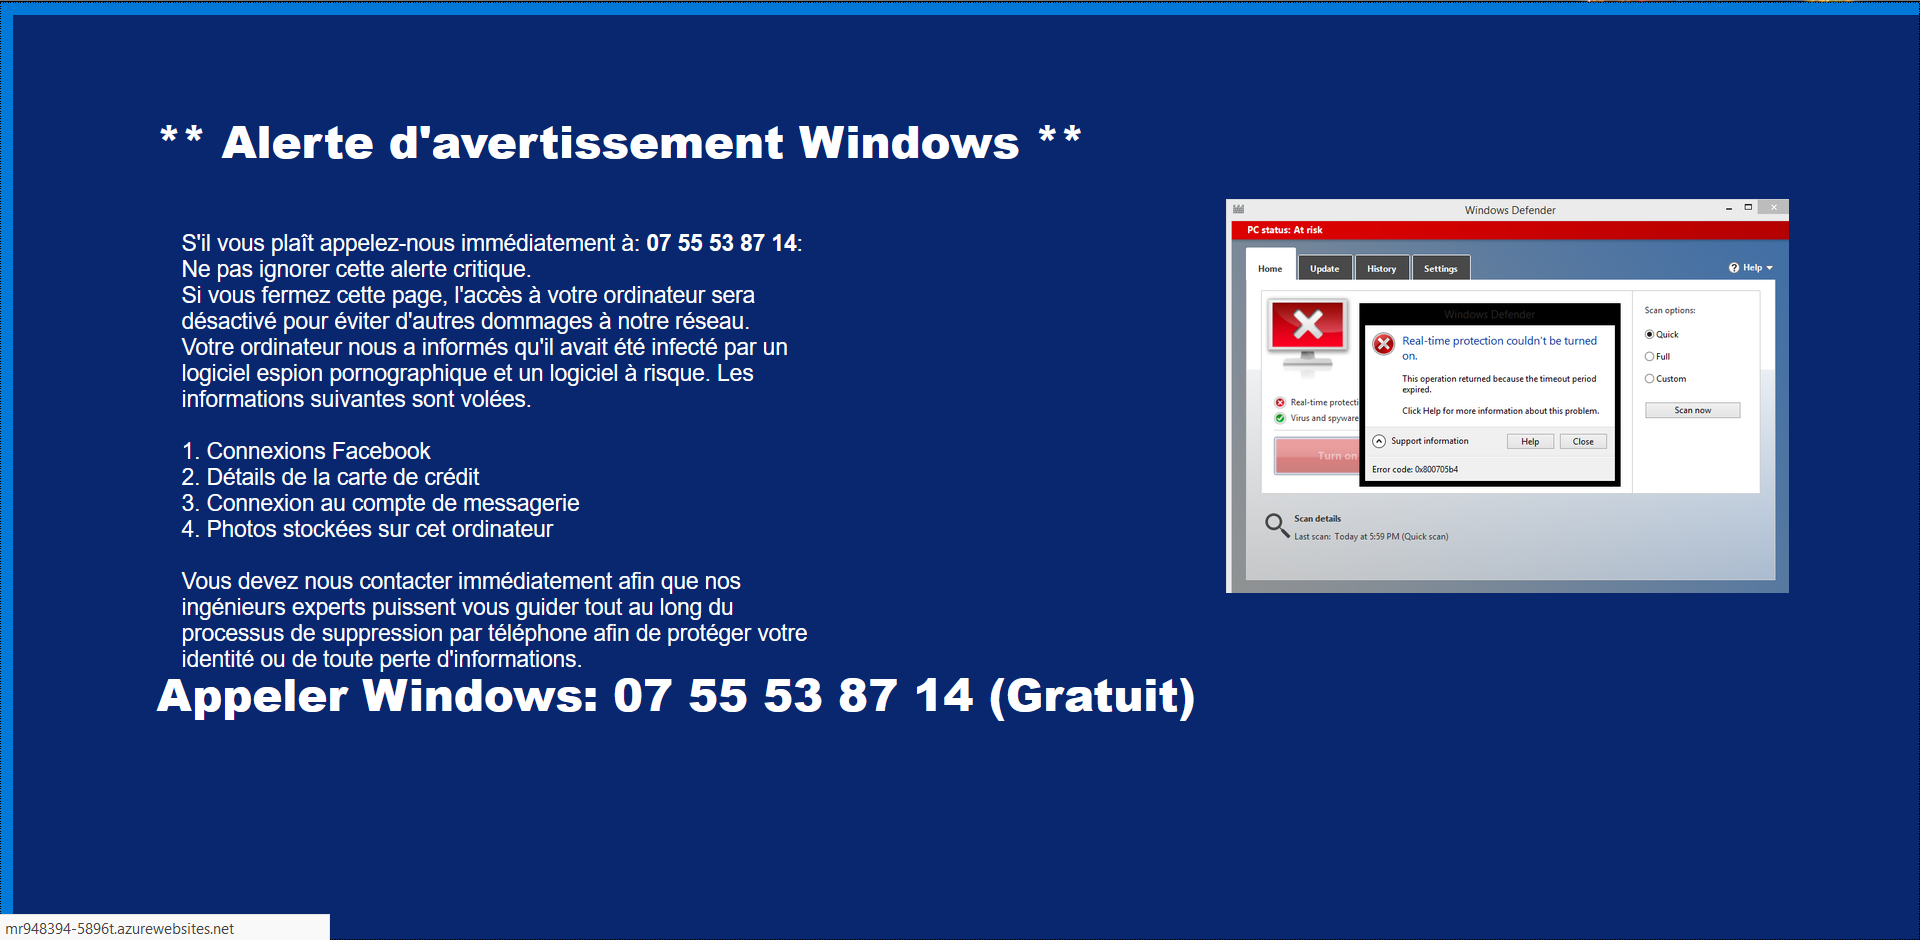 ** Alerte d'avertissement Windows **
S'il vous plaît appelez-nous immédiatement à: 07 55 53 87 14:
Ne pas ignorer cette alerte critique.
Si vous fermez cette page, l'accès à votre ordinateur sera
désactivé pour éviter d'autres dommages à notre réseau.
Votre ordinateur nous a informés qu'il avait été infecté par un
logiciel espion pornographique et un logiciel à risque. Les
informations suivantes sont volées.
1. Connexions Facebook
2. Détails de la carte de crédit
3. Connexion au compte de messagerie
4. Photos stockées sur cet ordinateur
Vous devez nous contacter immédiatement afin que nos
ingénieurs experts puissent vous guider tout au long du
processus de suppression par téléphone afin de protéger votre
identité ou de toute perte d'informations.
Appeler Windows: 07 55 53 87 14 (Gratuit)
Windows Defender
PC status: At risk
Home
Update
History
Settings
Help
Windows Defender
Real-time protection couldn't be turned
on.
This operation returned because the timeout period
expired.
Click Help for more information about this problem.
Support information
Help
Close
Error code: 0x800705b4
Real-time protecti
Virus and spyware
Turn on
Scan options:
Quick
Full
Custom
Scan now
Scan details
Last scan: Today at 5:59 PM (Quick scan)
mr948394-5896t.azurewebsites.net